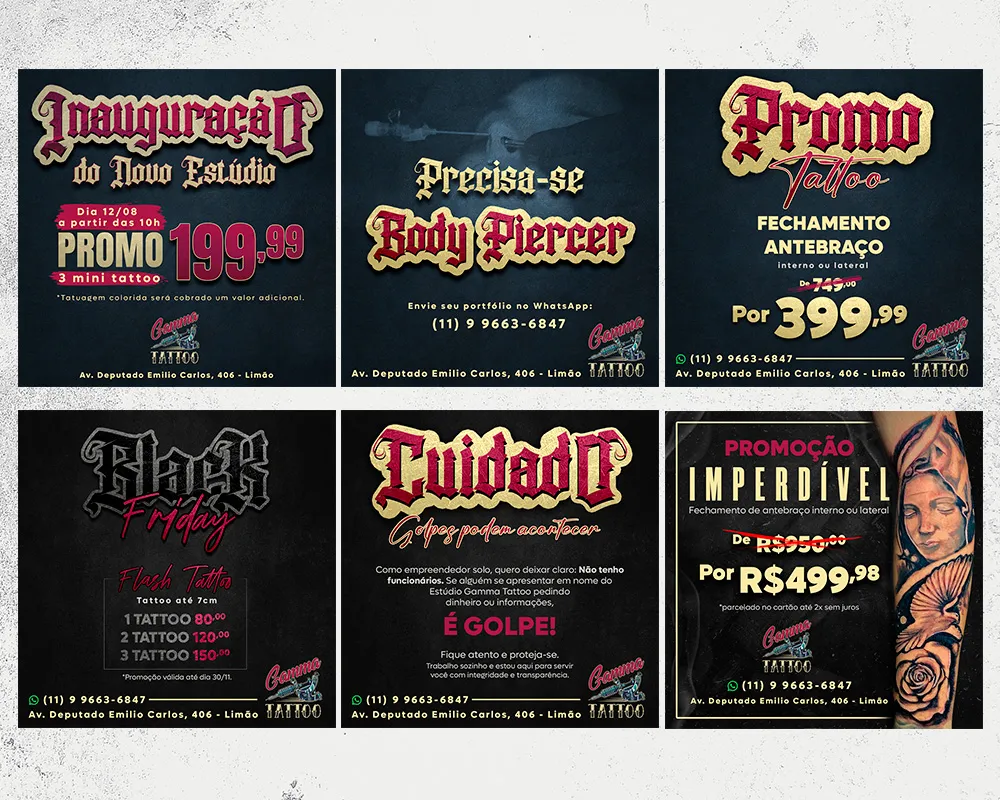 Inauguração
do Novo Estúdio
Dia 12/08
a partir das 10h
PROMO
3 mini tattoo
199,99
*Tatuagem colorida será cobrado um valor adicional.
Gamma
TATTOO
Av. Deputado Emilio Carlos, 406 - Limão
Precisa-se
Body Piercer
Envie seu portfólio no WhatsApp:
(11) 9 9663-6847
Gamma
TATTOO
Av. Deputado Emilio Carlos, 406 - Limão
Promo
Tattoo
FECHAMENTO
ANTEBRAÇO
interno ou lateral
De 749,00
Por 399,99
(11) 9 9663-6847
Gamma
TATTOO
Av. Deputado Emilio Carlos, 406 - Limão
Black
Friday
Flash Tattoo
Tattoo até 7cm
1 TATTOO 80,00
2 TATTOO 120,00
3 TATTOO 150,00
*Promoção válida até dia 30/11.
(11) 9 9663-6847
Gamma
TATTOO
Av. Deputado Emilio Carlos, 406 - Limão
Cuidado
Golpes podem acontecer
Como empreendedor solo, quero deixar claro: Não tenho
funcionários. Se alguém se apresentar em nome do
Estúdio Gamma Tattoo pedindo
dinheiro ou informações,
É GOLPE!
Fique atento e proteja-se.
Trabalho sozinho e estou aqui para servir
você com integridade e transparência.
(11) 9 9663-6847
Gamma
TATTOO
Av. Deputado Emilio Carlos, 406 - Limão
PROMOÇÃO
IMPERDÍVEL
Fechamento de antebraço interno ou lateral
De R$950,00
Por R$499,98
*parcelado no cartão até 2x sem juros
Gamma
TATTOO
(11) 9 9663-6847
Av. Deputado Emilio Carlos, 406 - Limão